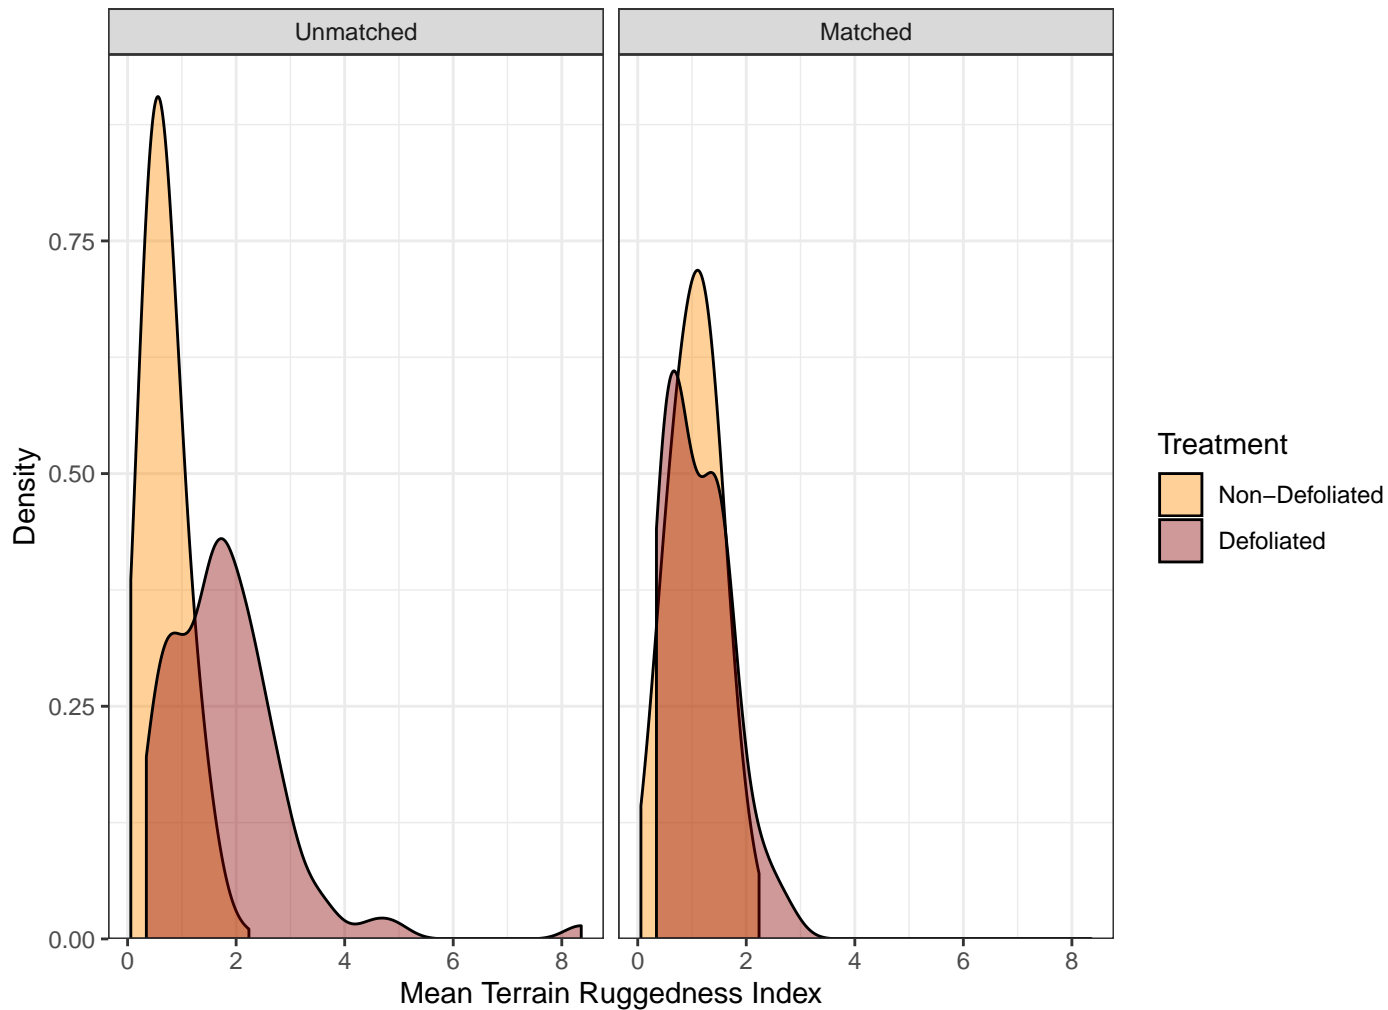 Unmatched
Matched
Density
0.75
0.50
0.25
0.00
0 2 4 6 8
0 2 4 6 8
Mean Terrain Ruggedness Index
Treatment
Non−Defoliated
Defoliated